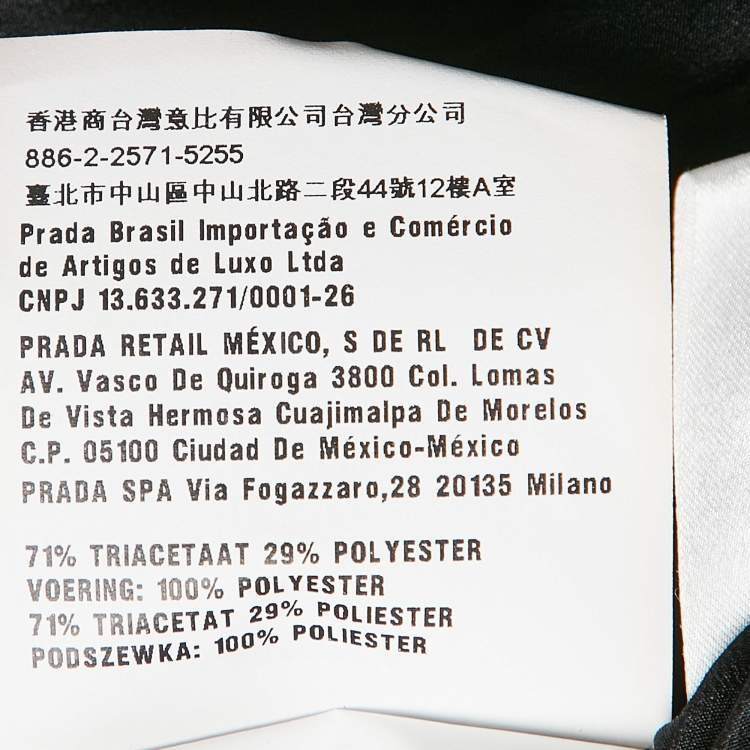 香港商台灣意比有限公司台灣分公司
886-2-2571-5255
臺北市中山區中山北路二段44號12樓A室
Prada Brasil Importação e Comércio
de Artigos de Luxo Ltda
CNPJ 13.633.271/0001-26
PRADA RETAIL MÉXICO, S DE RL DE CV
AV. Vasco De Quiroga 3800 Col. Lomas
De Vista Hermosa Cuajimalpa De Morelos
C.P. 05100 Ciudad De México-México
PRADA SPA Via Fogazzaro,28 20135 Milano
71% TRIACETAAT 29% POLYESTER
VOERING: 100% POLYESTER
71% TRIACETAT 29% POLIESTER
PODSZEWKA: 100% POLIESTER